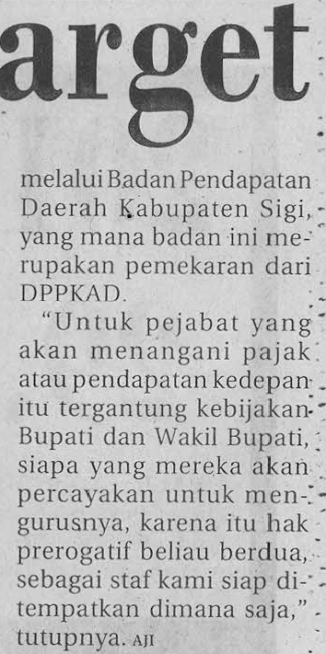 arget
melalui Badan Pendapatan
Daerah Kabupaten Sigi,
yang mana badan ini me-
rupakan pemekaran dari
DPPKAD.
“Untuk pejabat yang
akan menangani pajak
atau pendapatan kedepan
itu tergantung kebijakan
Bupati dan Wakil Bupati,
siapa yang mereka akan
percayakan untuk men-
gurusnya, karena itu hak
prerogatif beliau berdua,
sebagai staf kami siap di-
tempatkan dimana saja,”
tutupnya. AJI